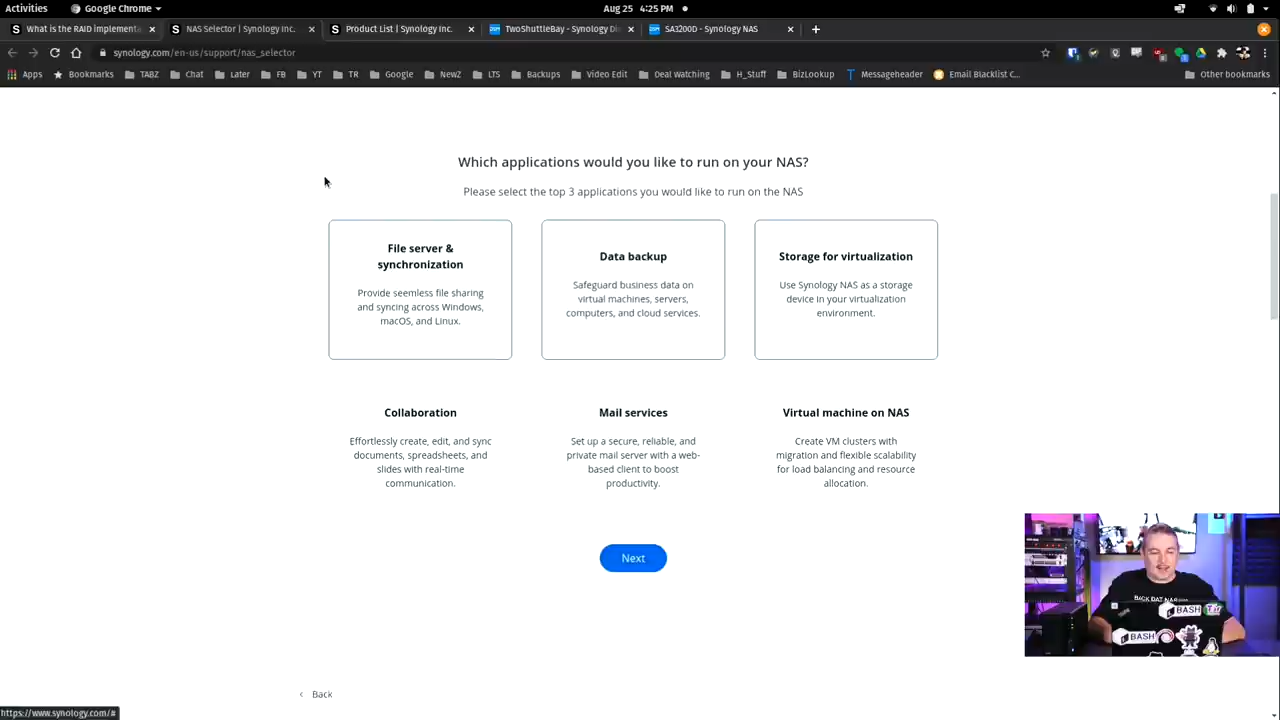 Activities
Google Chrome
Aug 25 4:25 PM
What is the RAID implementa
NAS Selector | Synology Inc.
Product List | Synology Inc.
TwoShuttleBay - Synology Di
SA3200D - Synology NAS
synology.com/en-us/support/nas_selector
Apps
Bookmarks
TABZ
Chat
Later
FB
YT
TR
Google
NewZ
LTS
Backups
Video Edit
Deal watching
H_Stuff
BizLookup
Messageheader
Email Blacklist C...
Other bookmarks
Which applications would you like to run on your NAS?
Please select the top 3 applications you would like to run on the NAS
File server &
synchronization
Provide seemless file sharing
and syncing across Windows,
macOS, and Linux.
Data backup
Safeguard business data on
virtual machines, servers,
computers, and cloud services.
Storage for virtualization
Use Synology NAS as a storage
device in your virtualization
environment.
Collaboration
Effortlessly create, edit, and sync
documents, spreadsheets, and
slides with real-time
communication.
Mail services
Set up a secure, reliable, and
private mail server with a web-
based client to boost
productivity.
Virtual machine on NAS
Create VM clusters with
migration and flexible scalability
for load balancing and resource
allocation.
Next
BACK DAT NAS
BASH
BASH
Back
https://www.synology.com/#